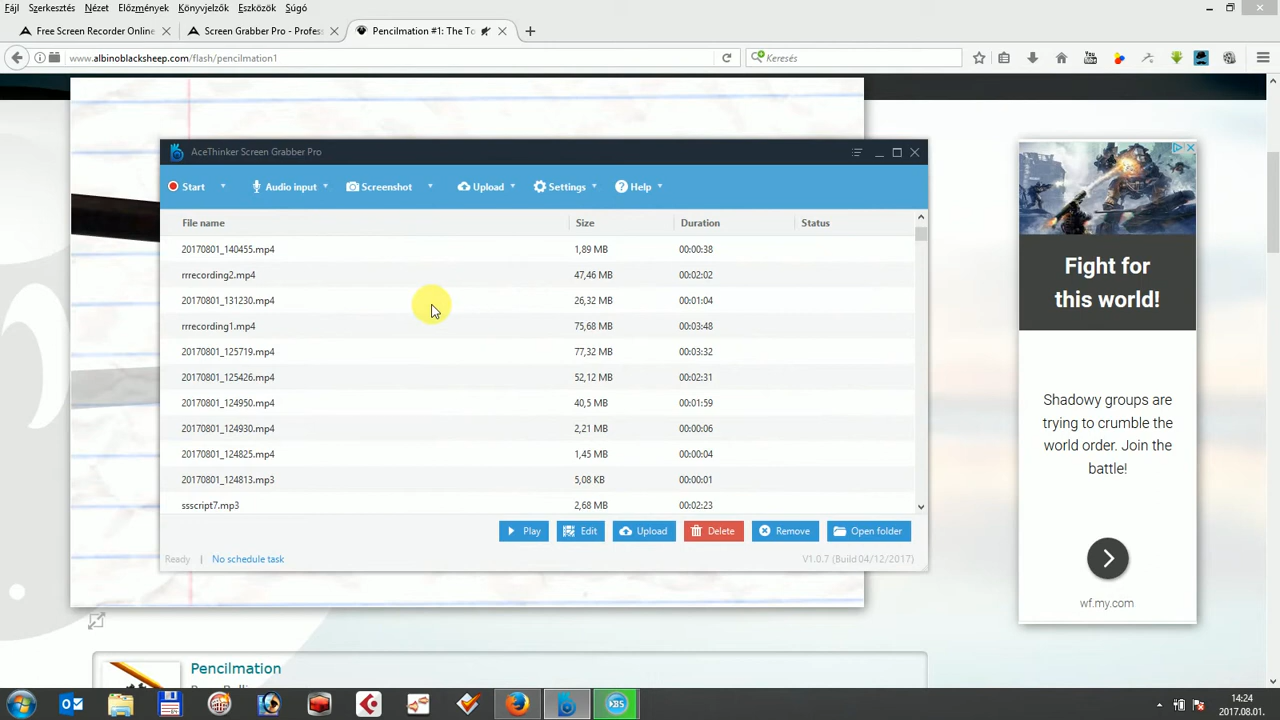 Fájl Szerkesztés Nézet Előzmények Könyvjelzők Eszközök Súgó
Free Screen Recorder Online Screen Grabber Pro - Profess Pencilmation #1: The To
www.albinoblacksheep.com/flash/pencilmation1 Keresés
You
AceThinker Screen Grabber Pro
Start Audio input Screenshot Upload Settings Help
File name Size Duration Status
20170801_140455.mp4 1,89 MB 00:00:38
rrrecording2.mp4 47,46 MB 00:02:02
20170801_131230.mp4 26,32 MB 00:01:04
rrrecording1.mp4 75,68 MB 00:03:48
20170801_125719.mp4 77,32 MB 00:03:32
20170801_125426.mp4 52,12 MB 00:02:31
20170801_124950.mp4 40,5 MB 00:01:59
20170801_124930.mp4 2,21 MB 00:00:06
20170801_124825.mp4 1,45 MB 00:00:04
20170801_124813.mp3 5,08 KB 00:00:01
ssscript7.mp3 2,68 MB 00:02:23
Play Edit Upload Delete Remove Open folder
Ready | No schedule task V1.0.7 (Build 04/12/2017)
Fight for
this world!
Shadowy groups are
trying to crumble the
world order. Join the
battle!
wf.my.com
Pencilmation
14:24
2017.08.01.